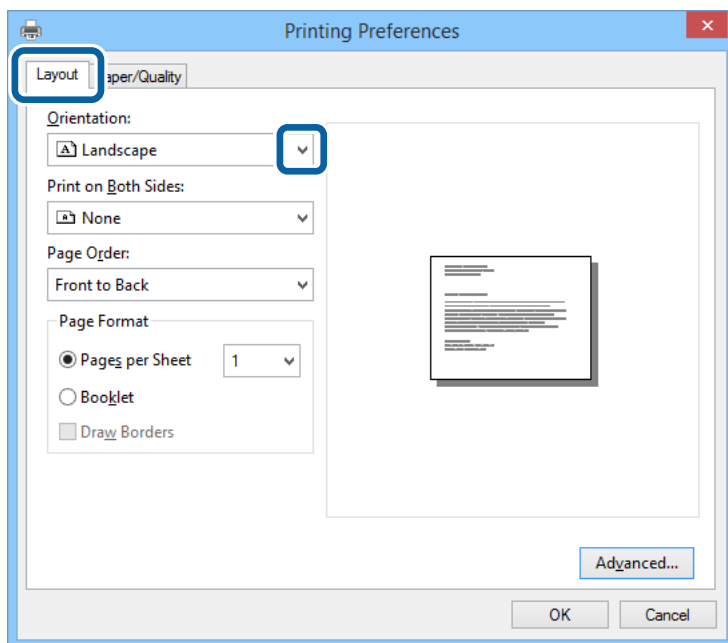 Printing Preferences
Layout
aper/Quality
Orientation:
Landscape
Print on Both Sides:
None
Page Order:
Front to Back
Page Format
Pages per Sheet 1
Booklet
Draw Borders
Advanced...
OK Cancel